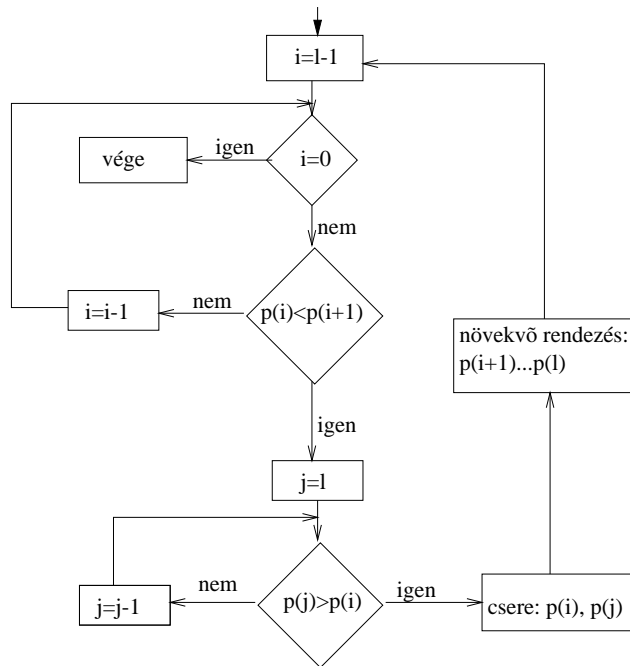 i=l-1
igen
vége
i=0
nem
nem
i=i-1
p(i)<p(i+1)
növekvõ rendezés:
p(i+1)...p(l)
igen
j=l
nem
igen
j=j-1
p(j)>p(i)
csere: p(i), p(j)